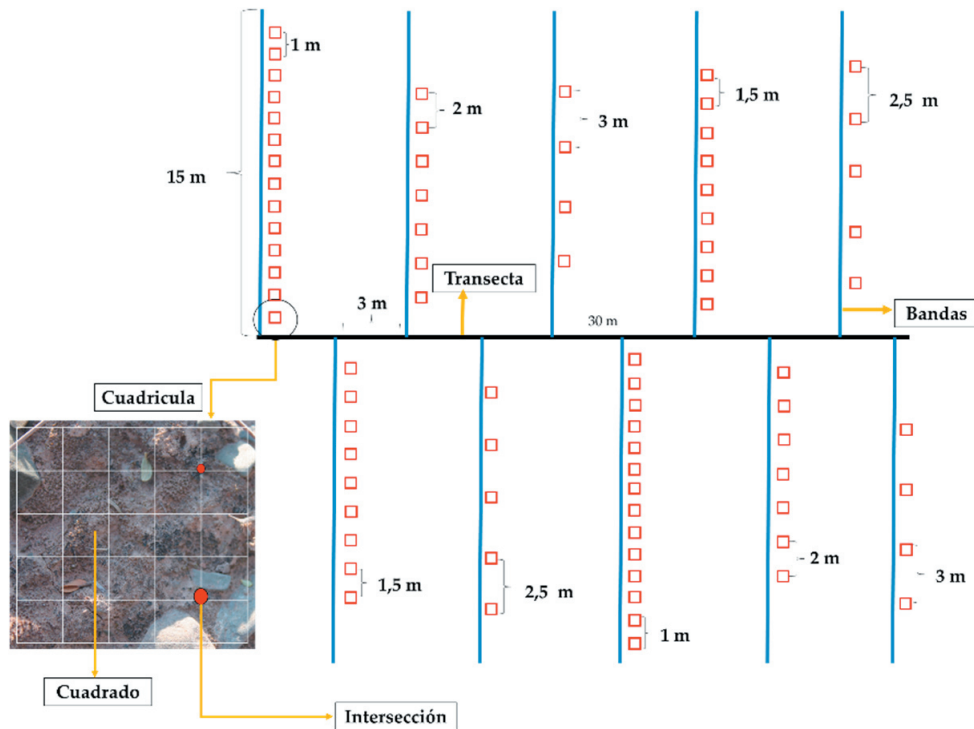 1 m
2 m
3 m
1,5 m
2,5 m
15 m
Transecta
3 m
30 m
Bandas
Cuadricula
1,5 m
2,5 m
1 m
2 m
3 m
Cuadrado
Intersección